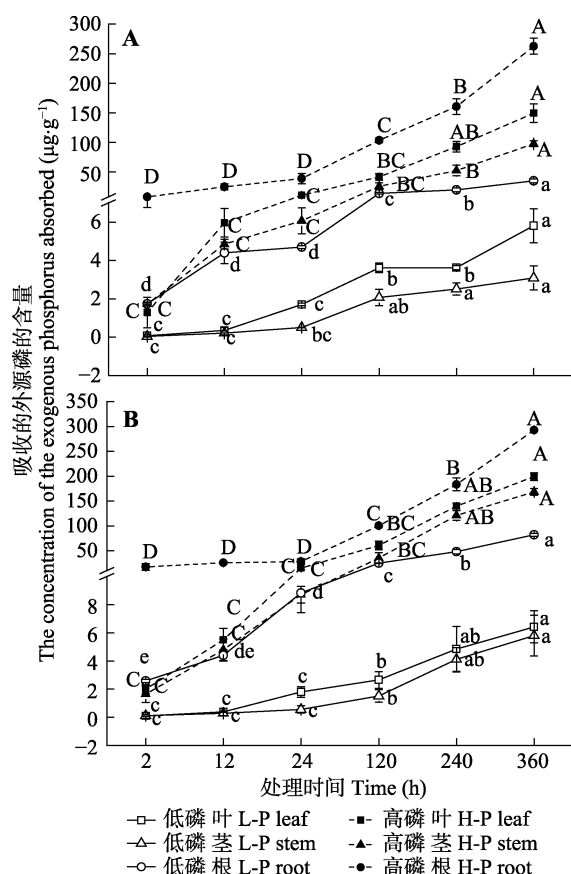 吸收的外源磷的含量
The concentration of the exogenous phosphorus absorbed (μg·g⁻¹)
A
300
250
200
150
100
50
6
4
2
0
−2
D D D C B A
C C C BC AB A
C C C BC B A
d d d c b a
c c c b b a
c c bc ab a a
B
350
300
250
200
150
100
50
8
6
4
2
0
−2
D D D C B A
C C C BC AB A
C C C BC AB A
e de d c b a
c c c b ab a
c c c b ab a
2 12 24 120 240 360
处理时间 Time (h)
低磷 叶 L-P leaf 高磷 叶 H-P leaf
低磷 茎 L-P stem 高磷 茎 H-P stem
低磷 根 L-P root 高磷 根 H-P root